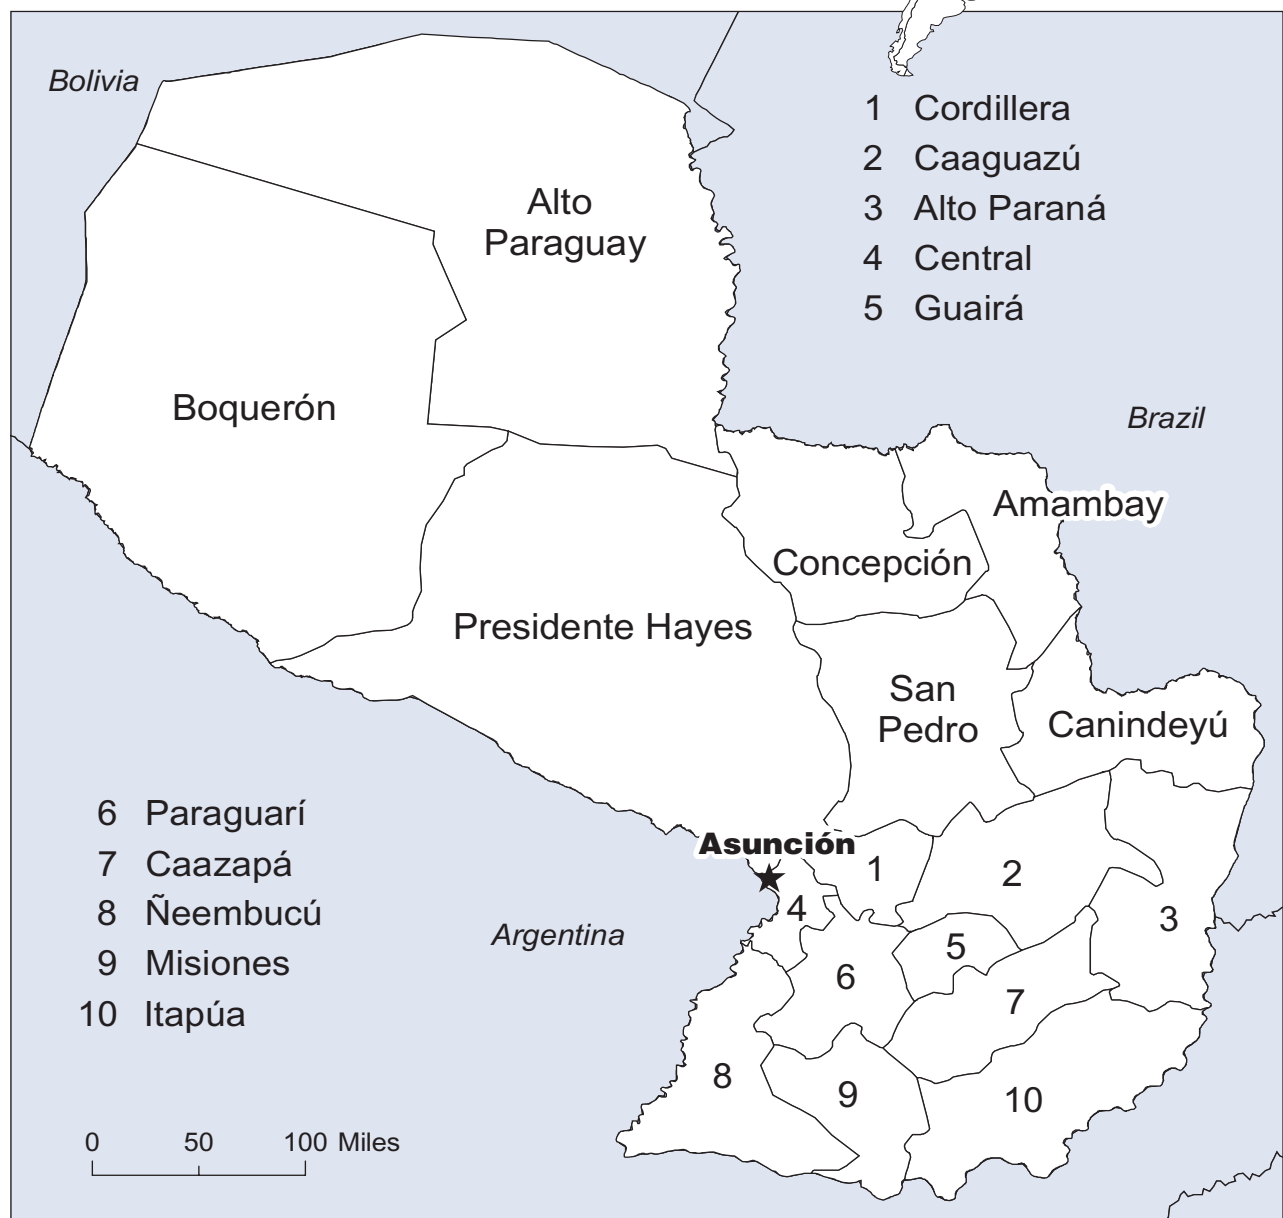 Bolivia
1 Cordillera
2 Caaguazú
3 Alto Paraná
4 Central
5 Guairá
Alto
Paraguay
Boquerón
Brazil
Amambay
Concepción
Presidente Hayes
San
Pedro
Canindeyú
6 Paraguarí
7 Caazapá
8 Ñeembucú
9 Misiones
10 Itapúa
Asunción
1
2
3
4
5
6
7
8
9
10
Argentina
0 50 100 Miles